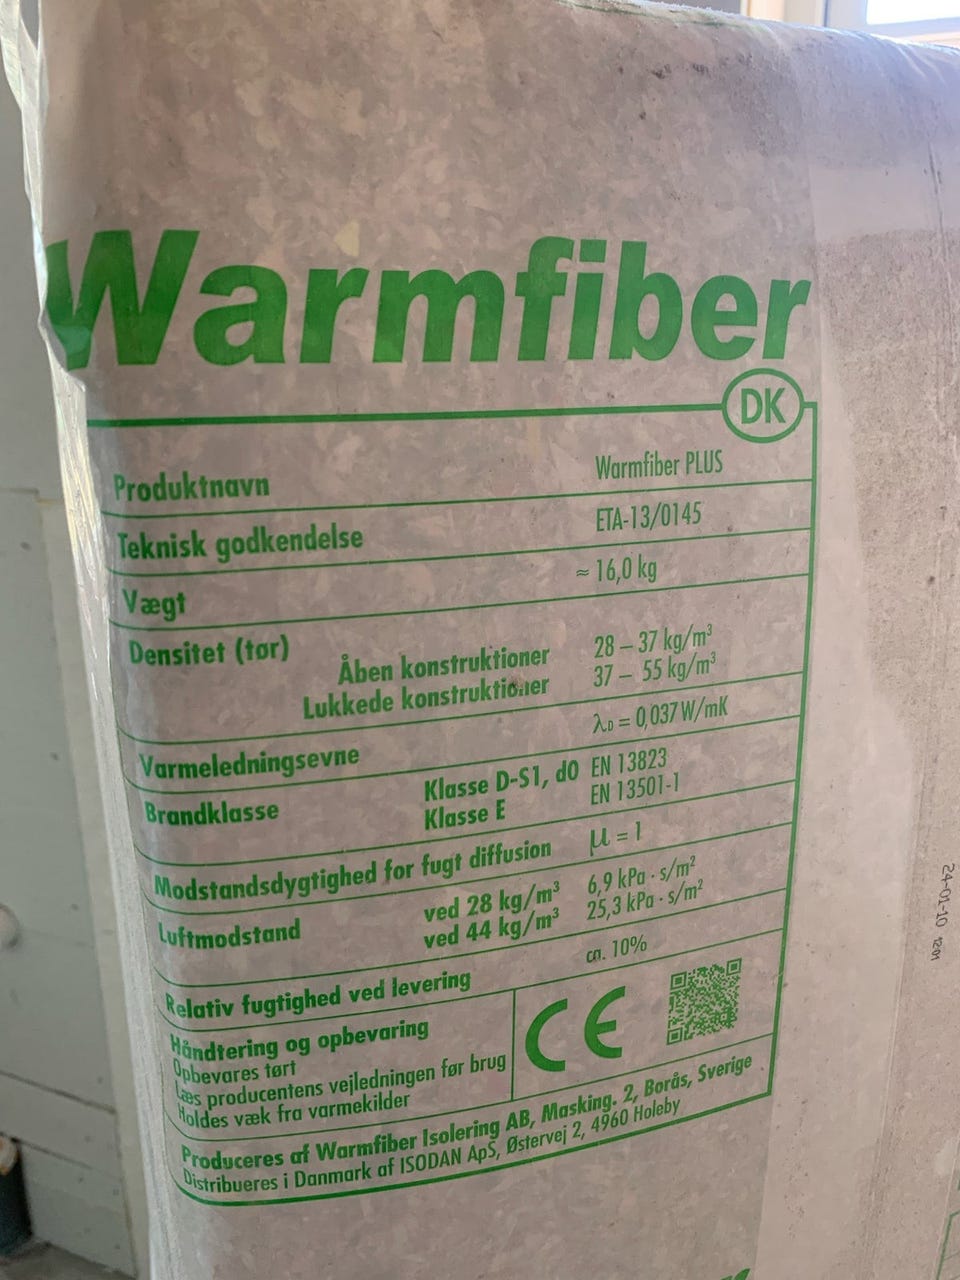 Warmfiber
DK
Produktnavn Warmfiber PLUS
Teknisk godkendelse ETA-13/0145
Vægt ≈ 16,0 kg
Densitet (tør)
Åben konstruktioner 28 – 37 kg/m³
Lukkede konstruktioner 37 – 55 kg/m³
Varmeledningsevne λD = 0,037 W/mK
Brandklasse Klasse D-S1, d0 EN 13823
Klasse E EN 13501-1
Modstandsdygtighed for fugt diffusion µ = 1
Luftmodstand ved 28 kg/m³ 6,9 kPa · s/m²
ved 44 kg/m³ 25,3 kPa · s/m²
Relativ fugtighed ved levering ca. 10%
Håndtering og opbevaring
Opbevares tørt
Læs producentens vejledningen før brug
Holdes væk fra varmekilder
CE
Produceres af Warmfiber Isolering AB, Masking. 2, Borås, Sverige
Distribueres i Danmark af ISODAN ApS, Østervej 2, 4960 Holeby
24-01-10 1201